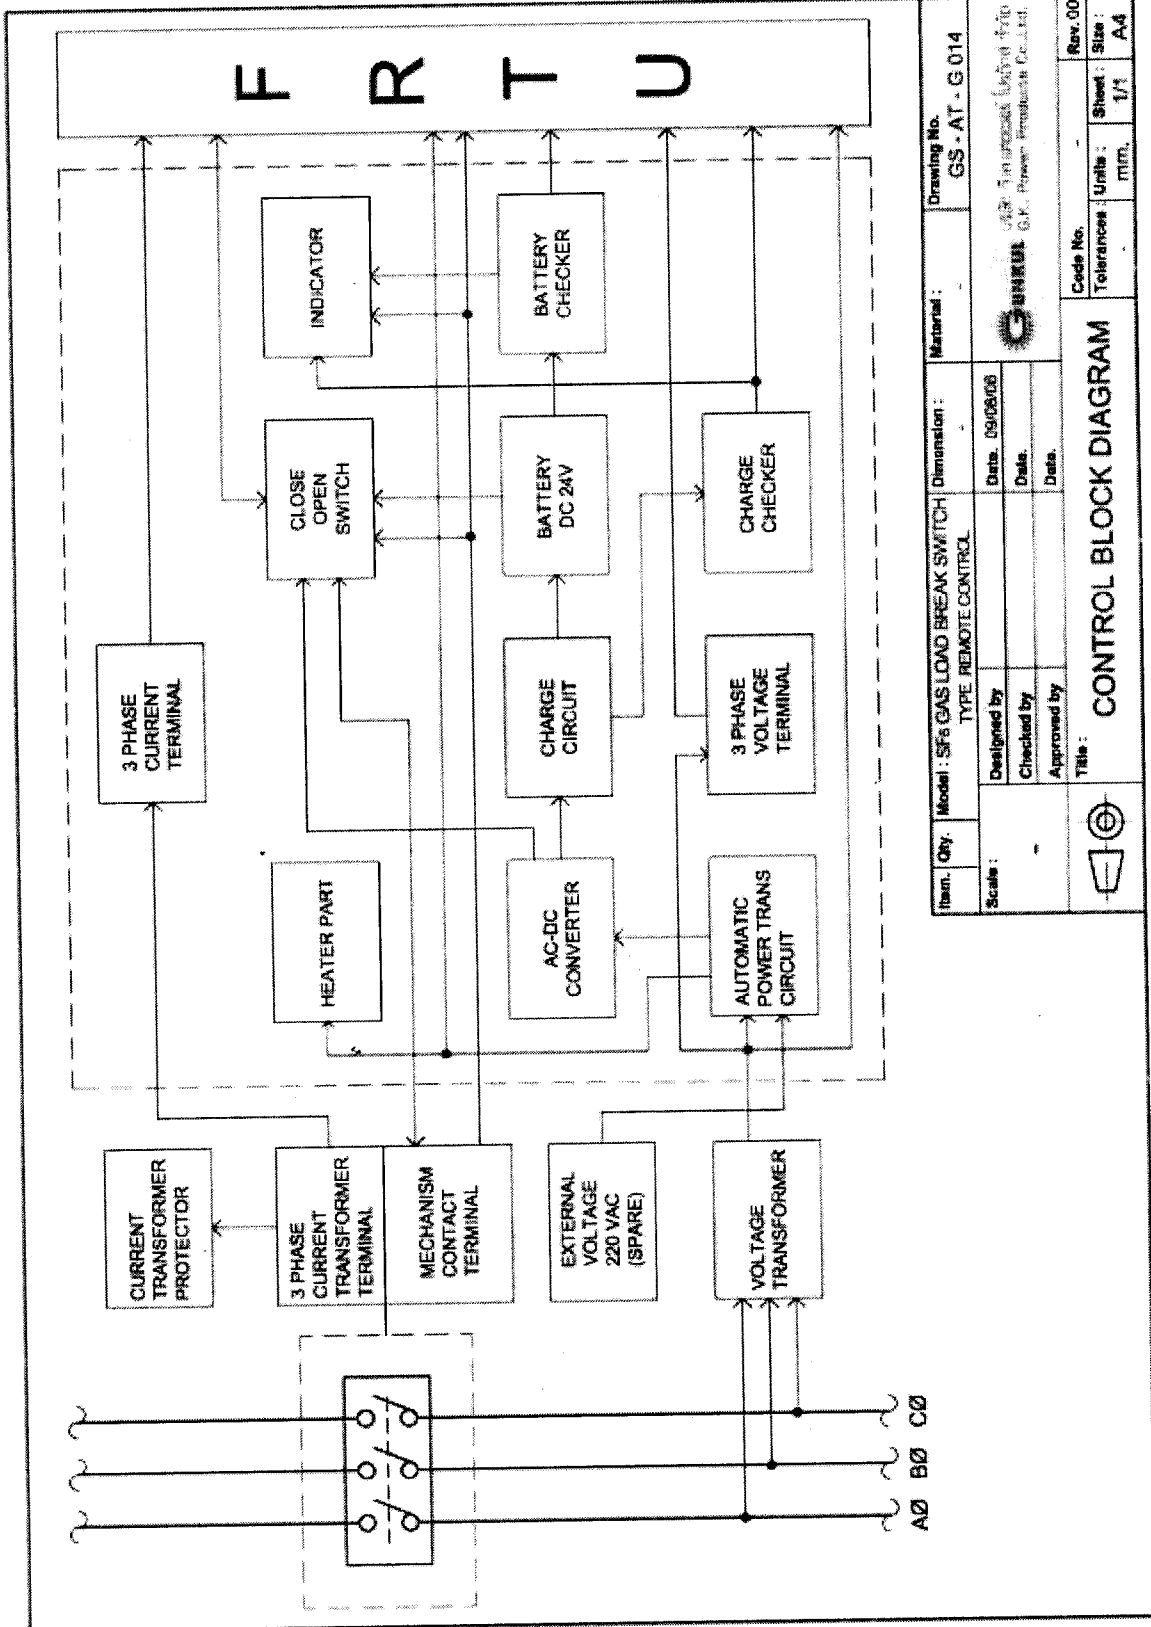 F R T U
3 PHASE
CURRENT
TERMINAL
CLOSE
OPEN
SWITCH
INDICATOR
HEATER PART
AC-DC
CONVERTER
CHARGE
CIRCUIT
BATTERY
DC 24V
BATTERY
CHECKER
AUTOMATIC
POWER TRANS
CIRCUIT
3 PHASE
VOLTAGE
TERMINAL
CHARGE
CHECKER
CURRENT
TRANSFORMER
PROTECTOR
3 PHASE
CURRENT
TRANSFORMER
TERMINAL
MECHANISM
CONTACT
TERMINAL
EXTERNAL
VOLTAGE
220 VAC
(SPARE)
VOLTAGE
TRANSFORMER
AØ BØ CØ
Item. Qty. Model : SF6 GAS LOAD BREAK SWITCH
TYPE REMOTE CONTROL
Dimension :
-
Material :
-
Drawing No.
GS - AT - G 014
Scale :
-
Designed by
Date. 09/08/06
Checked by
Date.
Approved by
Date.
GUNKUL
G.K. Power Products Co.,Ltd.
Title :
CONTROL BLOCK DIAGRAM
Code No.
-
Rev.00
Tolerances :
-
Units :
mm.
Sheet :
1/1
Size :
A4